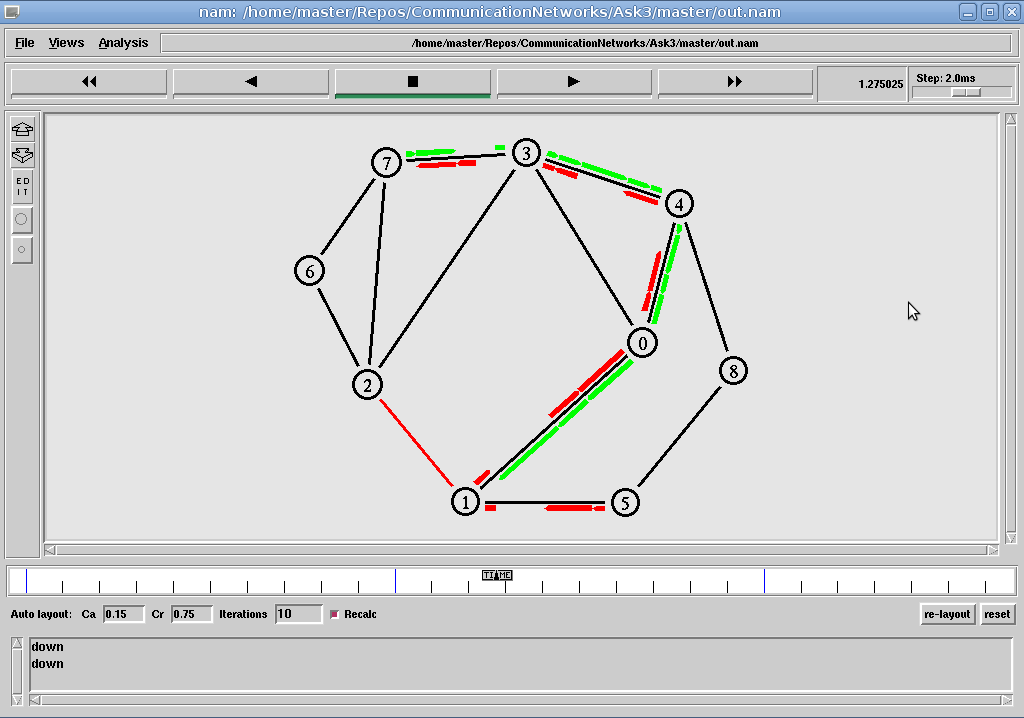 nam: /home/master/Repos/CommunicationNetworks/Ask3/master/out.nam
File Views Analysis /home/master/Repos/CommunicationNetworks/Ask3/master/out.nam
1.275025 Step: 2.0ms
ED
IT
3
7
4
6
0
8
2
1
5
TIME
Auto layout: Ca 0.15 Cr 0.75 Iterations 10 Recalc re-layout reset
down
down